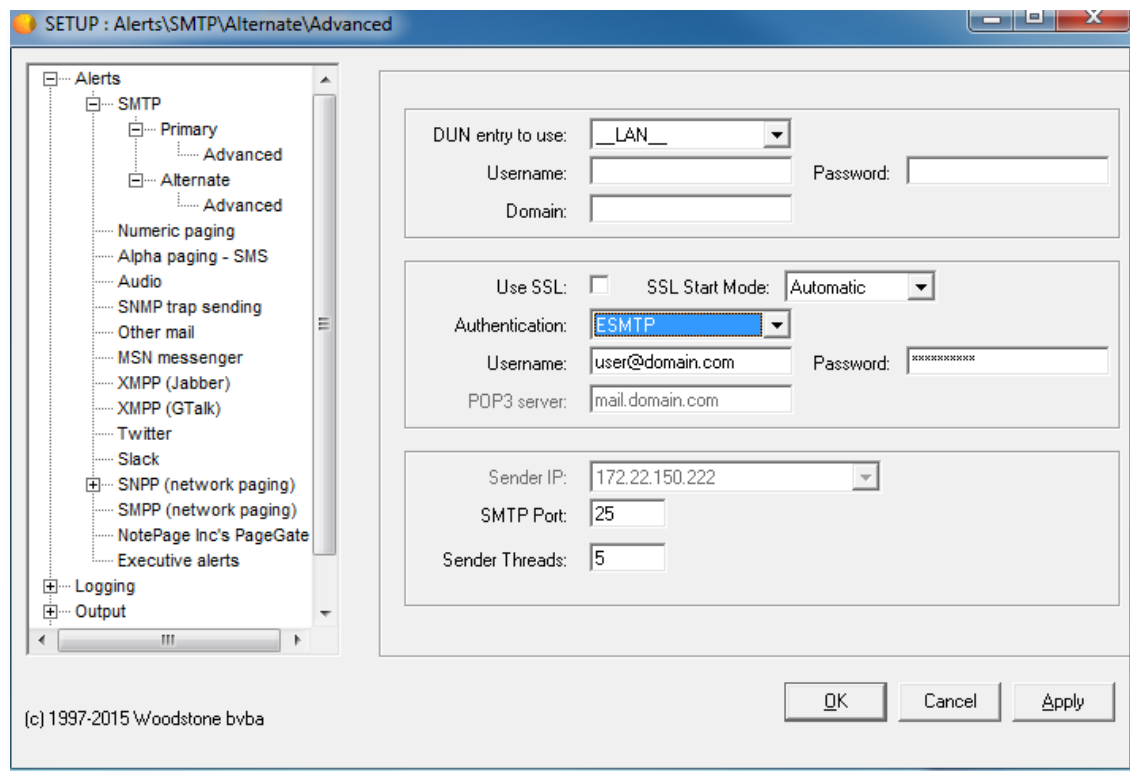 SETUP : Alerts\SMTP\Alternate\Advanced
Alerts
SMTP
Primary
Advanced
Alternate
Advanced
Numeric paging
Alpha paging - SMS
Audio
SNMP trap sending
Other mail
MSN messenger
XMPP (Jabber)
XMPP (GTalk)
Twitter
Slack
SNPP (network paging)
SMPP (network paging)
NotePage Inc's PageGate
Executive alerts
Logging
Output
DUN entry to use: __LAN__
Username: Password:
Domain:
Use SSL: SSL Start Mode: Automatic
Authentication: ESMTP
Username: user@domain.com Password: xxxxxxxxxx
POP3 server: mail.domain.com
Sender IP: 172.22.150.222
SMTP Port: 25
Sender Threads: 5
OK Cancel Apply
(c) 1997-2015 Woodstone bvba